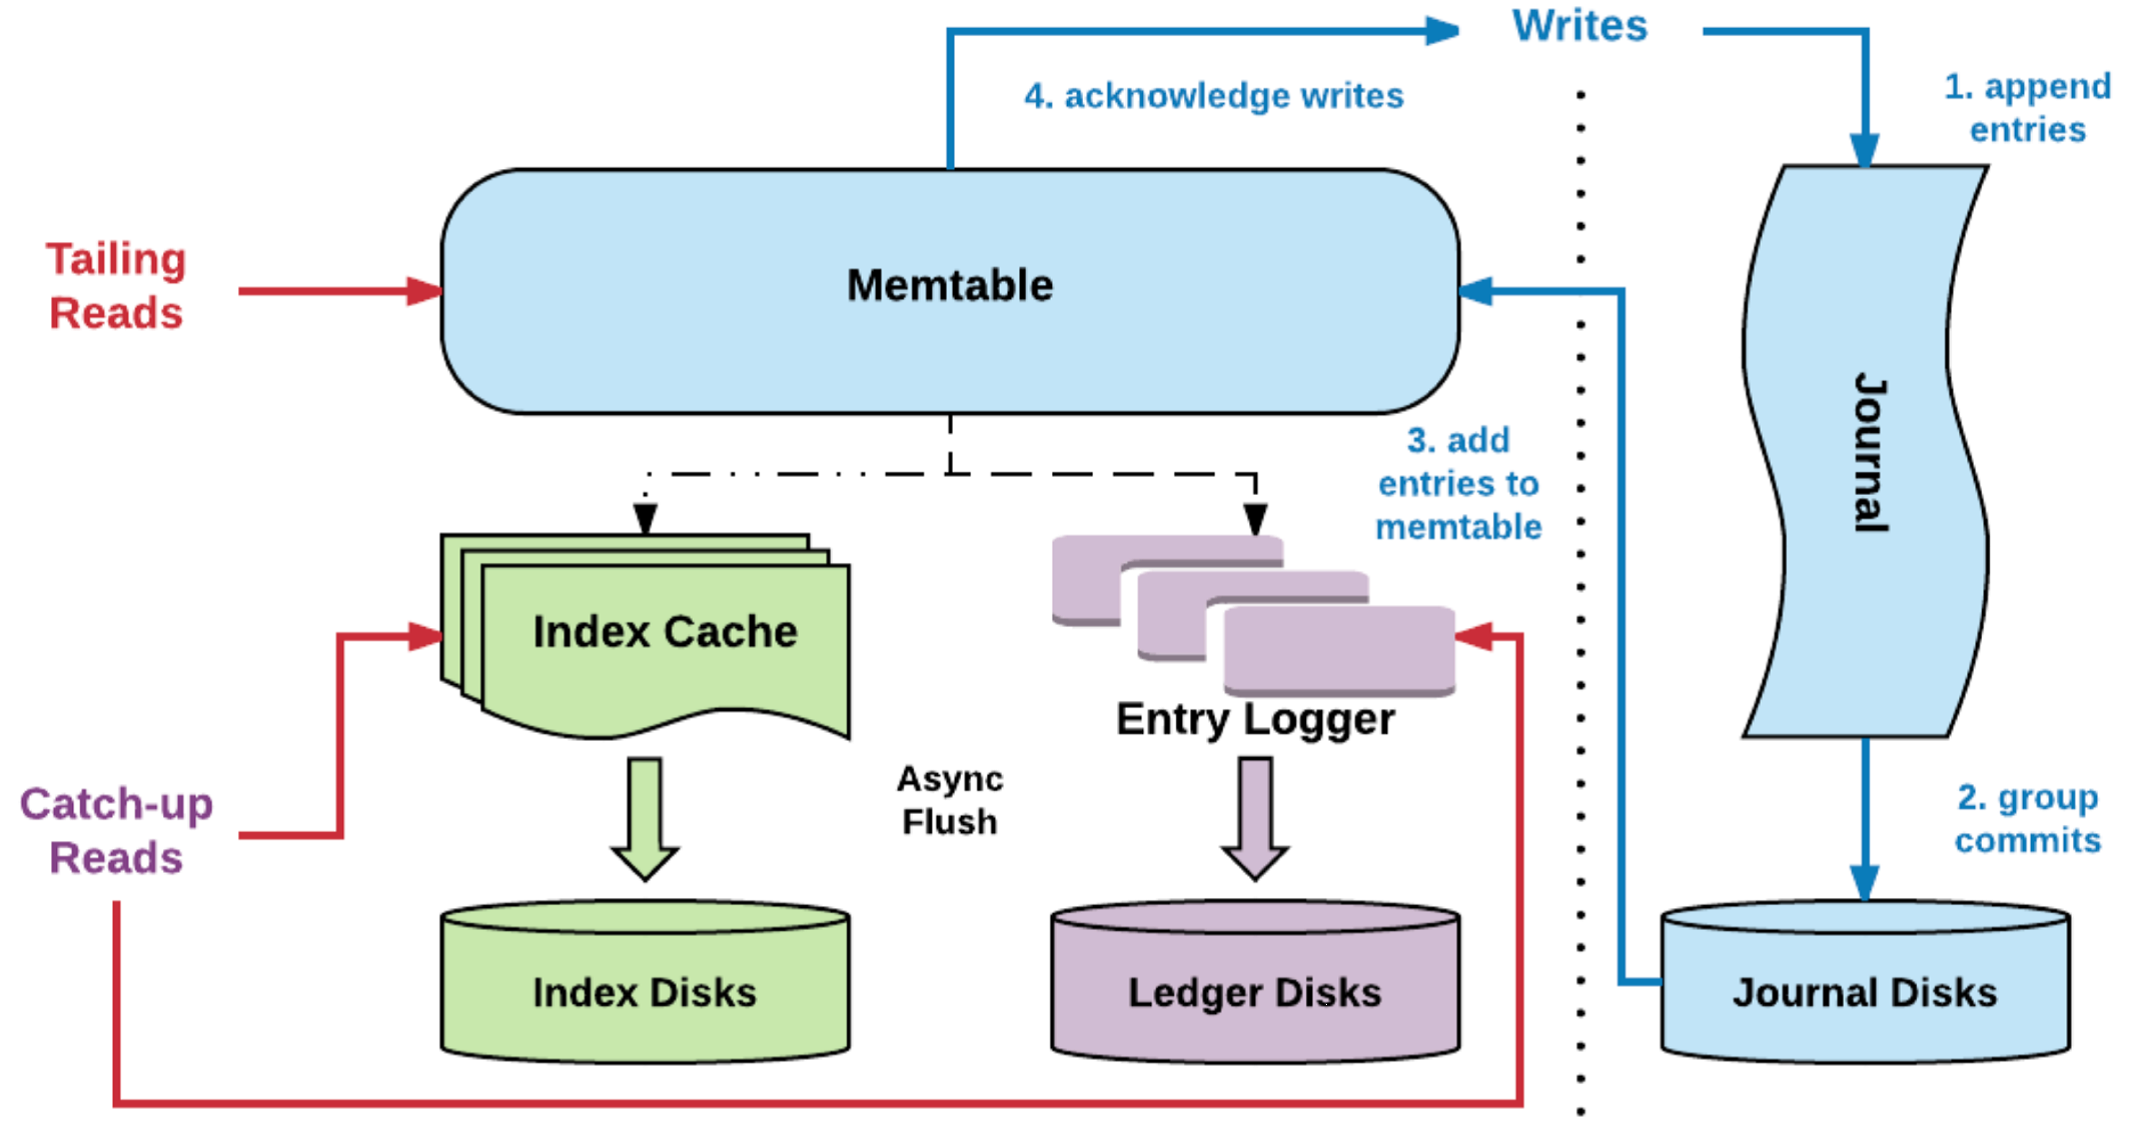 Writes
4. acknowledge writes
1. append
entries
Tailing
Reads
Memtable
Journal
3. add
entries to
memtable
Index Cache
Entry Logger
Async
Flush
Catch-up
Reads
2. group
commits
Index Disks
Ledger Disks
Journal Disks